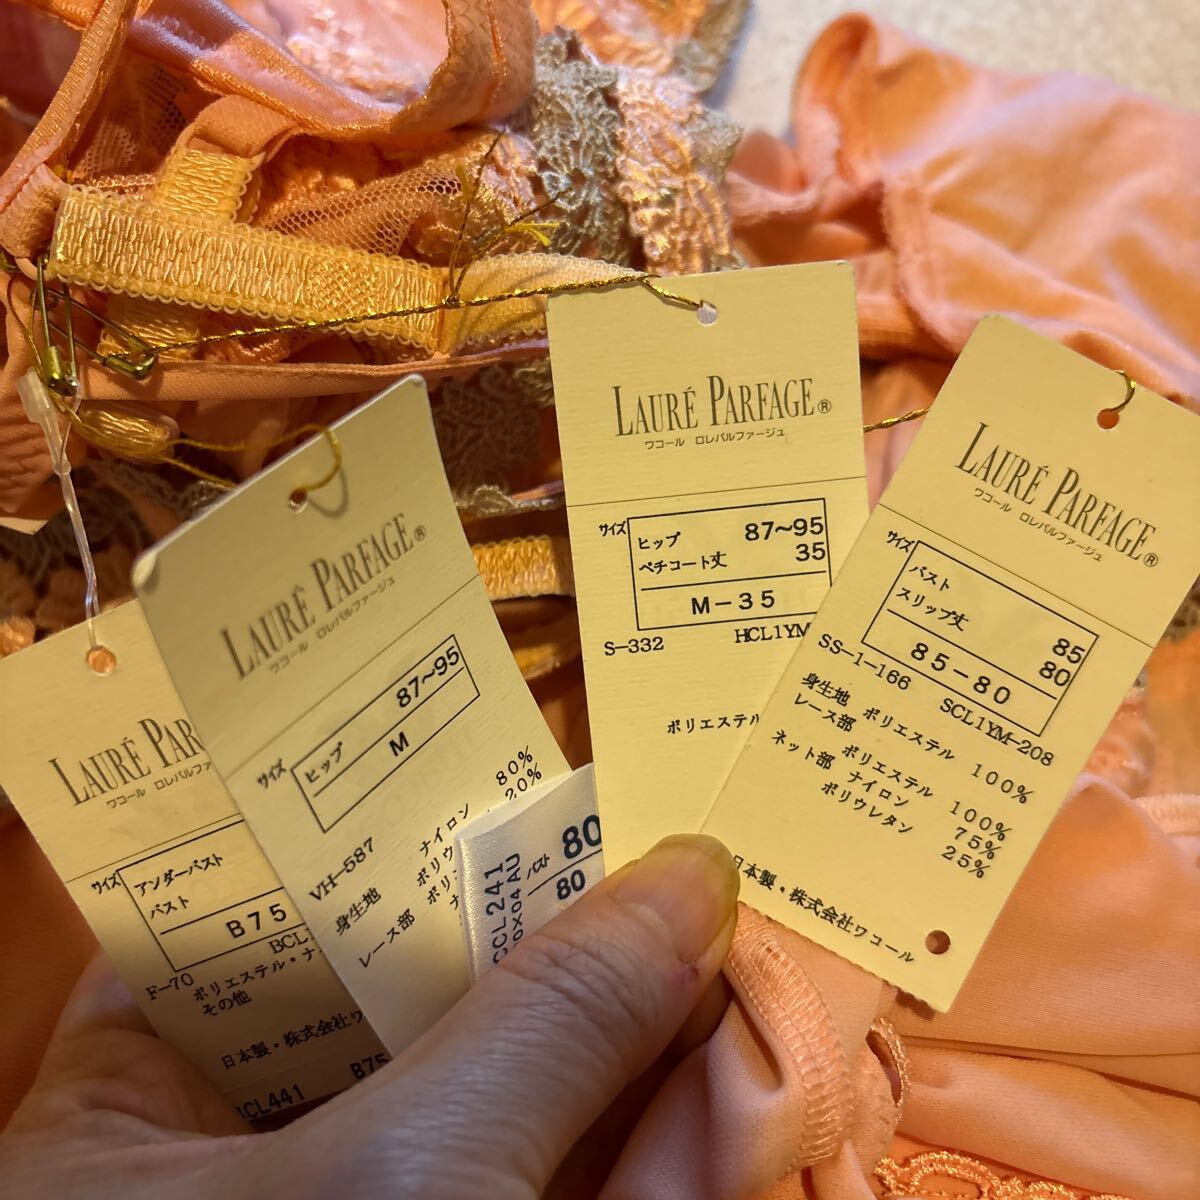 LAURÉ PAR
ワコール ロレパルファ
サイズ
アンダーバスト
バスト
B75
BCL
F-70
ポリエステル・ナ
その他
日本製・株式会社ワ
CL441 B75
LAURÉ PARFAGE®
ワコール ロレパルファージュ
サイズ
ヒップ 87~95
M
VH-587
ナイロン 80%
ポリウ 20%
身生地
レース部
CCL241
0X04AU
バスト 80
80
LAURÉ PARFAGE®
ワコール ロレパルファージュ
サイズ
ヒップ 87~95
ペチコート丈 35
M-35
S-332 HCL1YM
ポリエステル
LAURÉ PARFAGE®
ワコール ロレパルファージュ
サイズ
バスト 85
スリップ丈 80
85-80
SS-1-166 SCL1YM-208
身生地 ポリエステル 100%
レース部 ポリエステル 100%
ネット部 ナイロン 75%
ポリウレタン 25%
日本製・株式会社ワコール